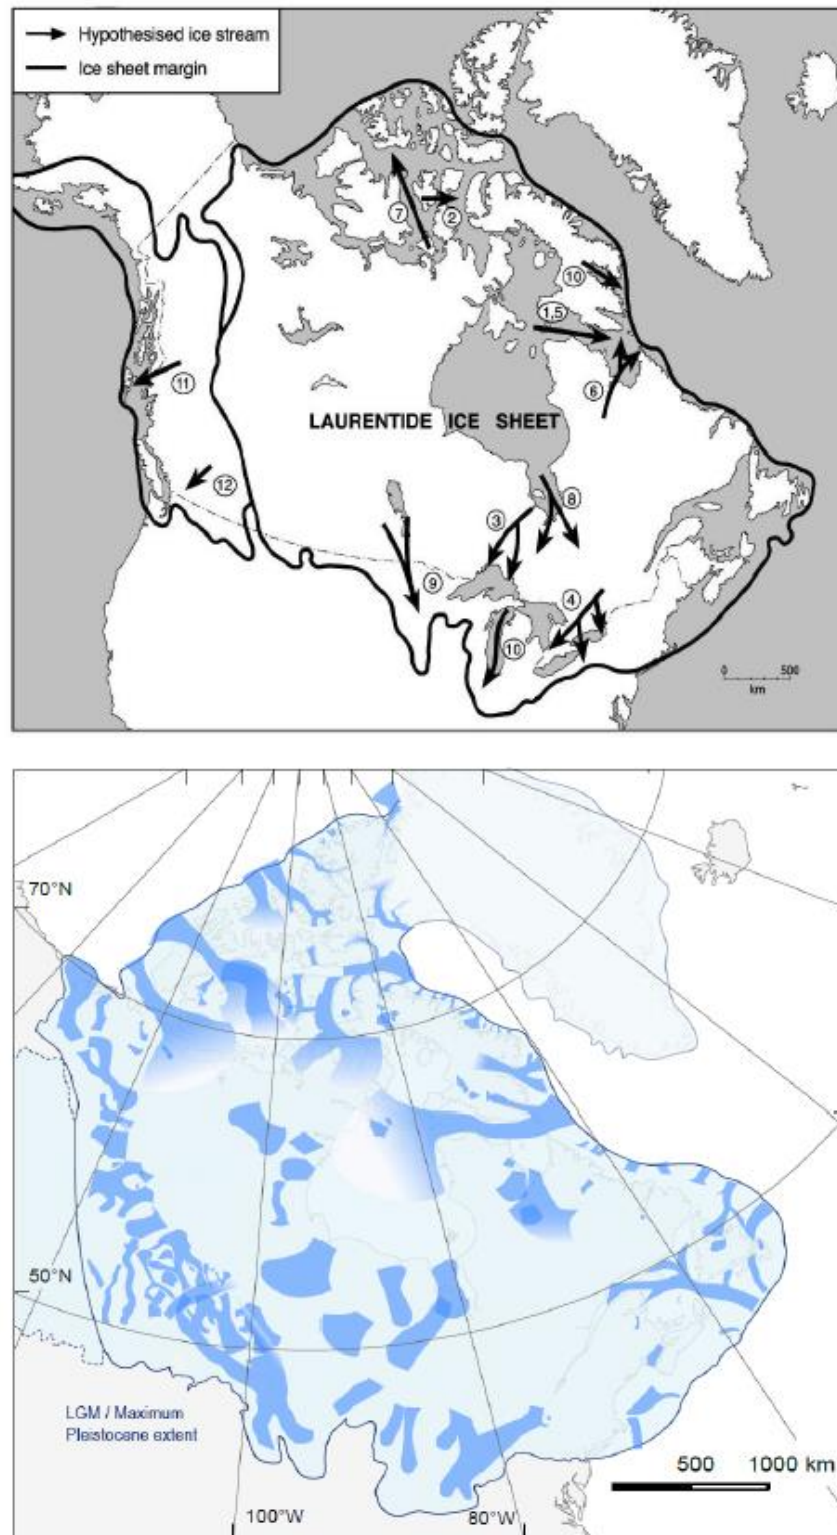 Hypothesised ice stream
Ice sheet margin
7
2
10
1,5
6
11
LAURENTIDE ICE SHEET
12
3
8
9
4
10
0 500
km
70°N
50°N
LGM / Maximum
Pleistocene extent
500 1000 km
100°W
80°W